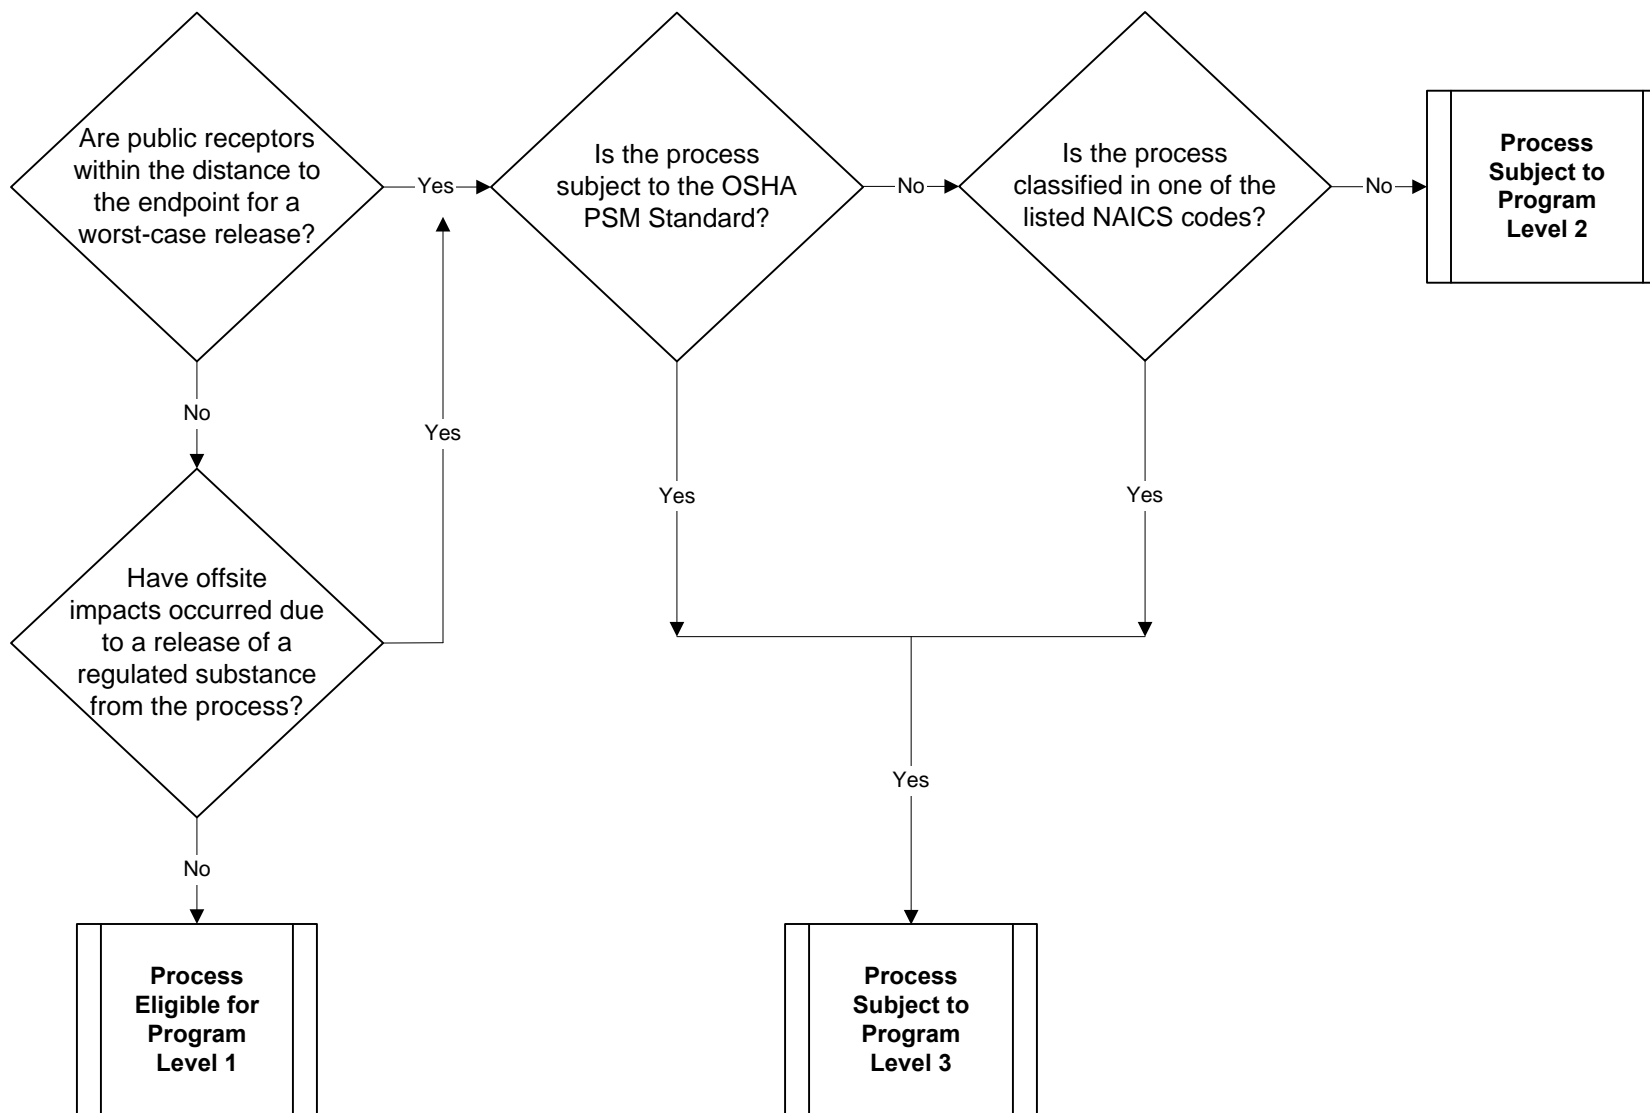 Are public receptors
within the distance to
the endpoint for a
worst-case release?
Yes
Is the process
subject to the OSHA
PSM Standard?
No
Is the process
classified in one of the
listed NAICS codes?
No
Process
Subject to
Program
Level 2
No
Yes
Yes
Yes
Have offsite
impacts occurred due
to a release of a
regulated substance
from the process?
Yes
No
Process
Eligible for
Program
Level 1
Process
Subject to
Program
Level 3